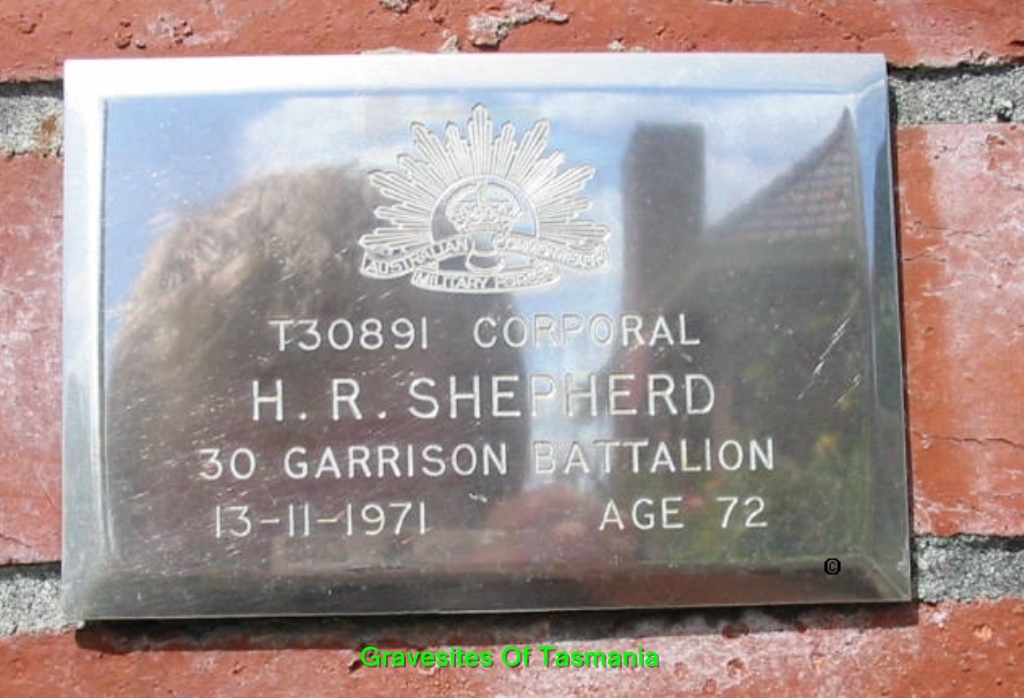 AUSTRALIAN COMMONWEALTH
MILITARY FORCES
T30891 CORPORAL
H. R. SHEPHERD
30 GARRISON BATTALION
13-11-1971 AGE 72
©
Gravesites Of Tasmania